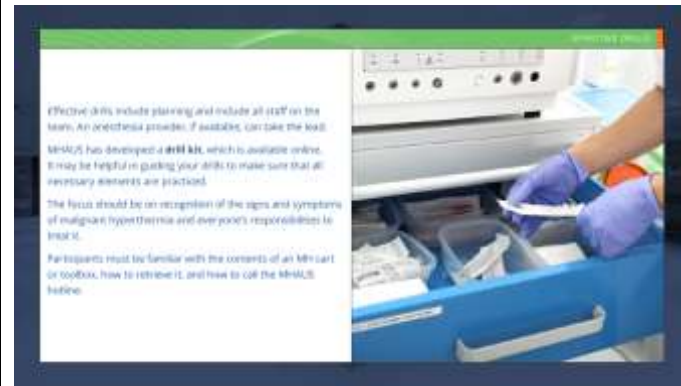 EFFECTIVE DRILLS
Effective drills include planning and include all staff on the
team. An anesthesia provider, if available, can take the lead.
MHAUS has developed a drill kit, which is available online.
It may be helpful in guiding your drills to make sure that all
necessary elements are practiced.
The focus should be on recognition of the signs and symptoms
of malignant hyperthermia and everyone's responsibilities to
treat it.
Participants must be familiar with the contents of an MH cart
or toolbox, how to retrieve it, and how to call the MHAUS
hotline.